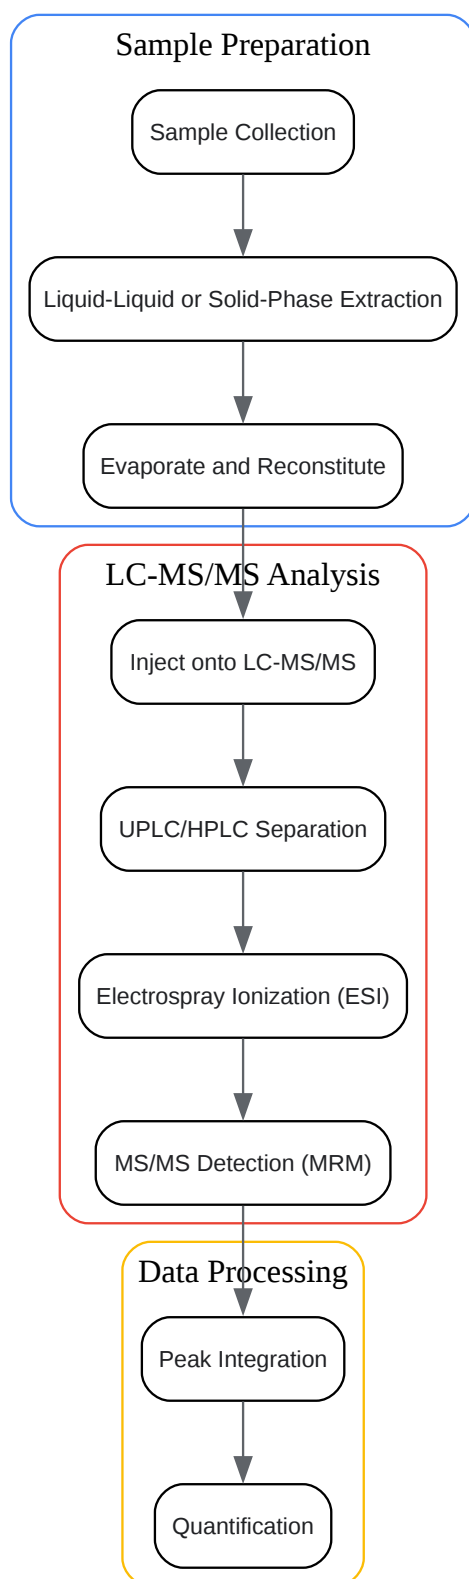 Sample Preparation
Sample Collection
Liquid-Liquid or Solid-Phase Extraction
Evaporate and Reconstitute
LC-MS/MS Analysis
Inject onto LC-MS/MS
UPLC/HPLC Separation
Electrospray Ionization (ESI)
MS/MS Detection (MRM)
Data Processing
Peak Integration
Quantification